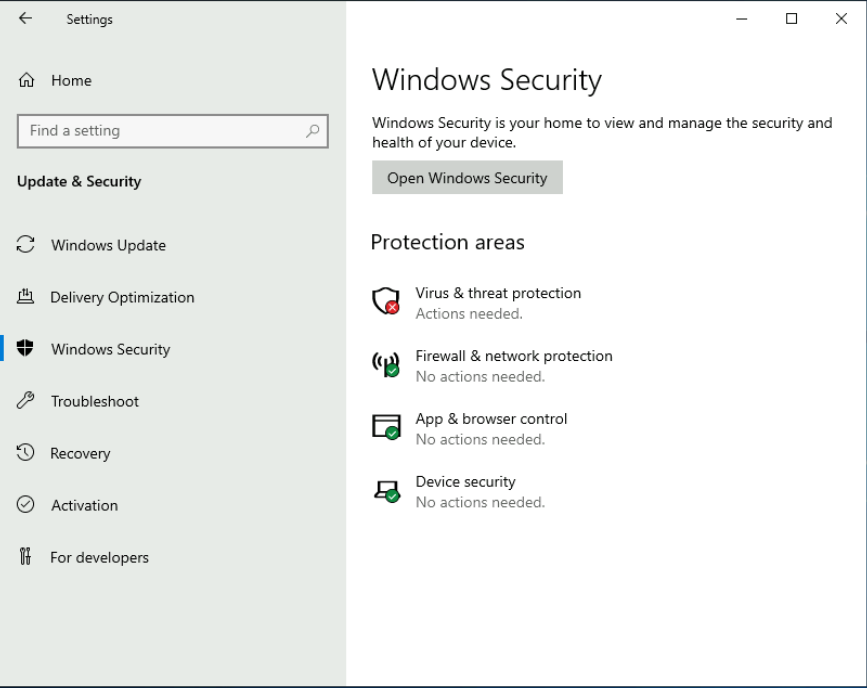 Settings
Home
Find a setting
Update & Security
Windows Update
Delivery Optimization
Windows Security
Troubleshoot
Recovery
Activation
For developers
Windows Security
Windows Security is your home to view and manage the security and
health of your device.
Open Windows Security
Protection areas
Virus & threat protection
Actions needed.
Firewall & network protection
No actions needed.
App & browser control
No actions needed.
Device security
No actions needed.